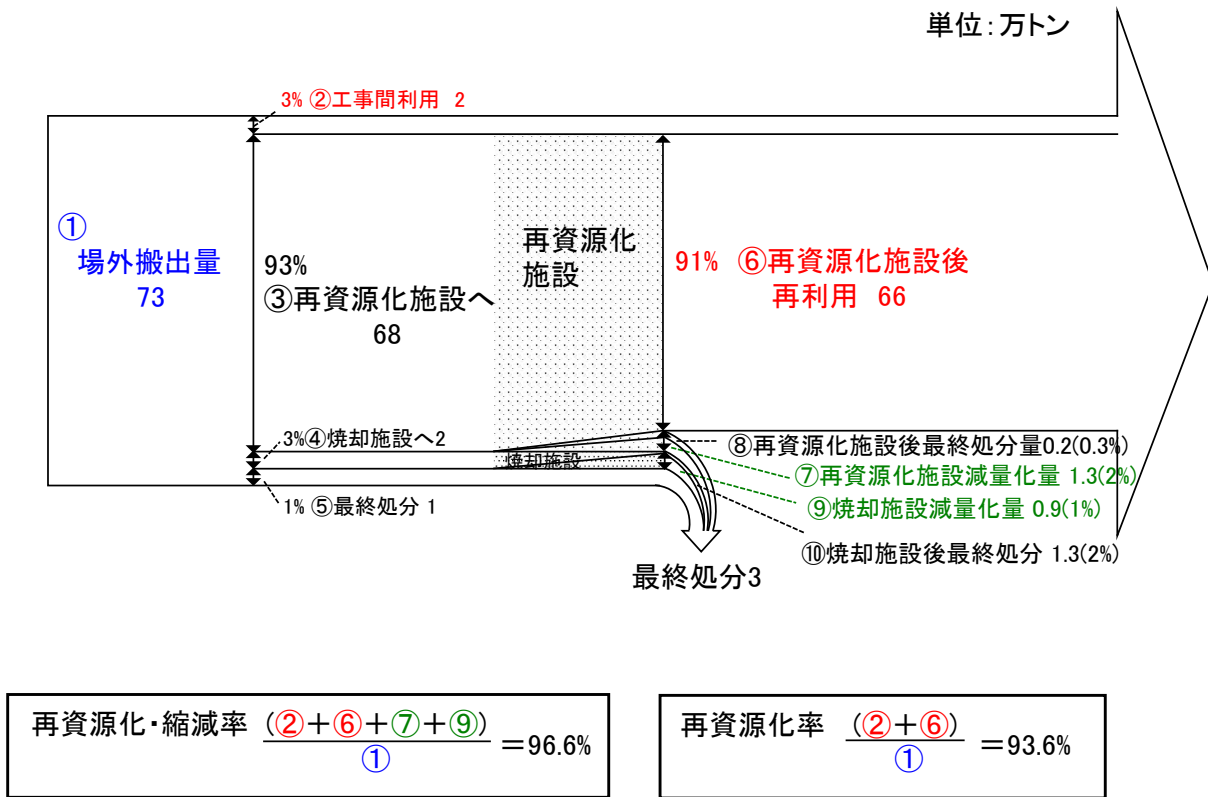 単位:万トン
3% ②工事間利用 2
①
場外搬出量
73
93%
③再資源化施設へ
68
再資源化
施設
91% ⑥再資源化施設後
再利用 66
3%④焼却施設へ2
焼却施設
1% ⑤最終処分 1
⑧再資源化施設後最終処分量0.2(0.3%)
⑦再資源化施設減量化量 1.3(2%)
⑨焼却施設減量化量 0.9(1%)
⑩焼却施設後最終処分 1.3(2%)
最終処分3
再資源化・縮減率 (②+⑥+⑦+⑨)
①
=96.6%
再資源化率 (②+⑥)
①
=93.6%